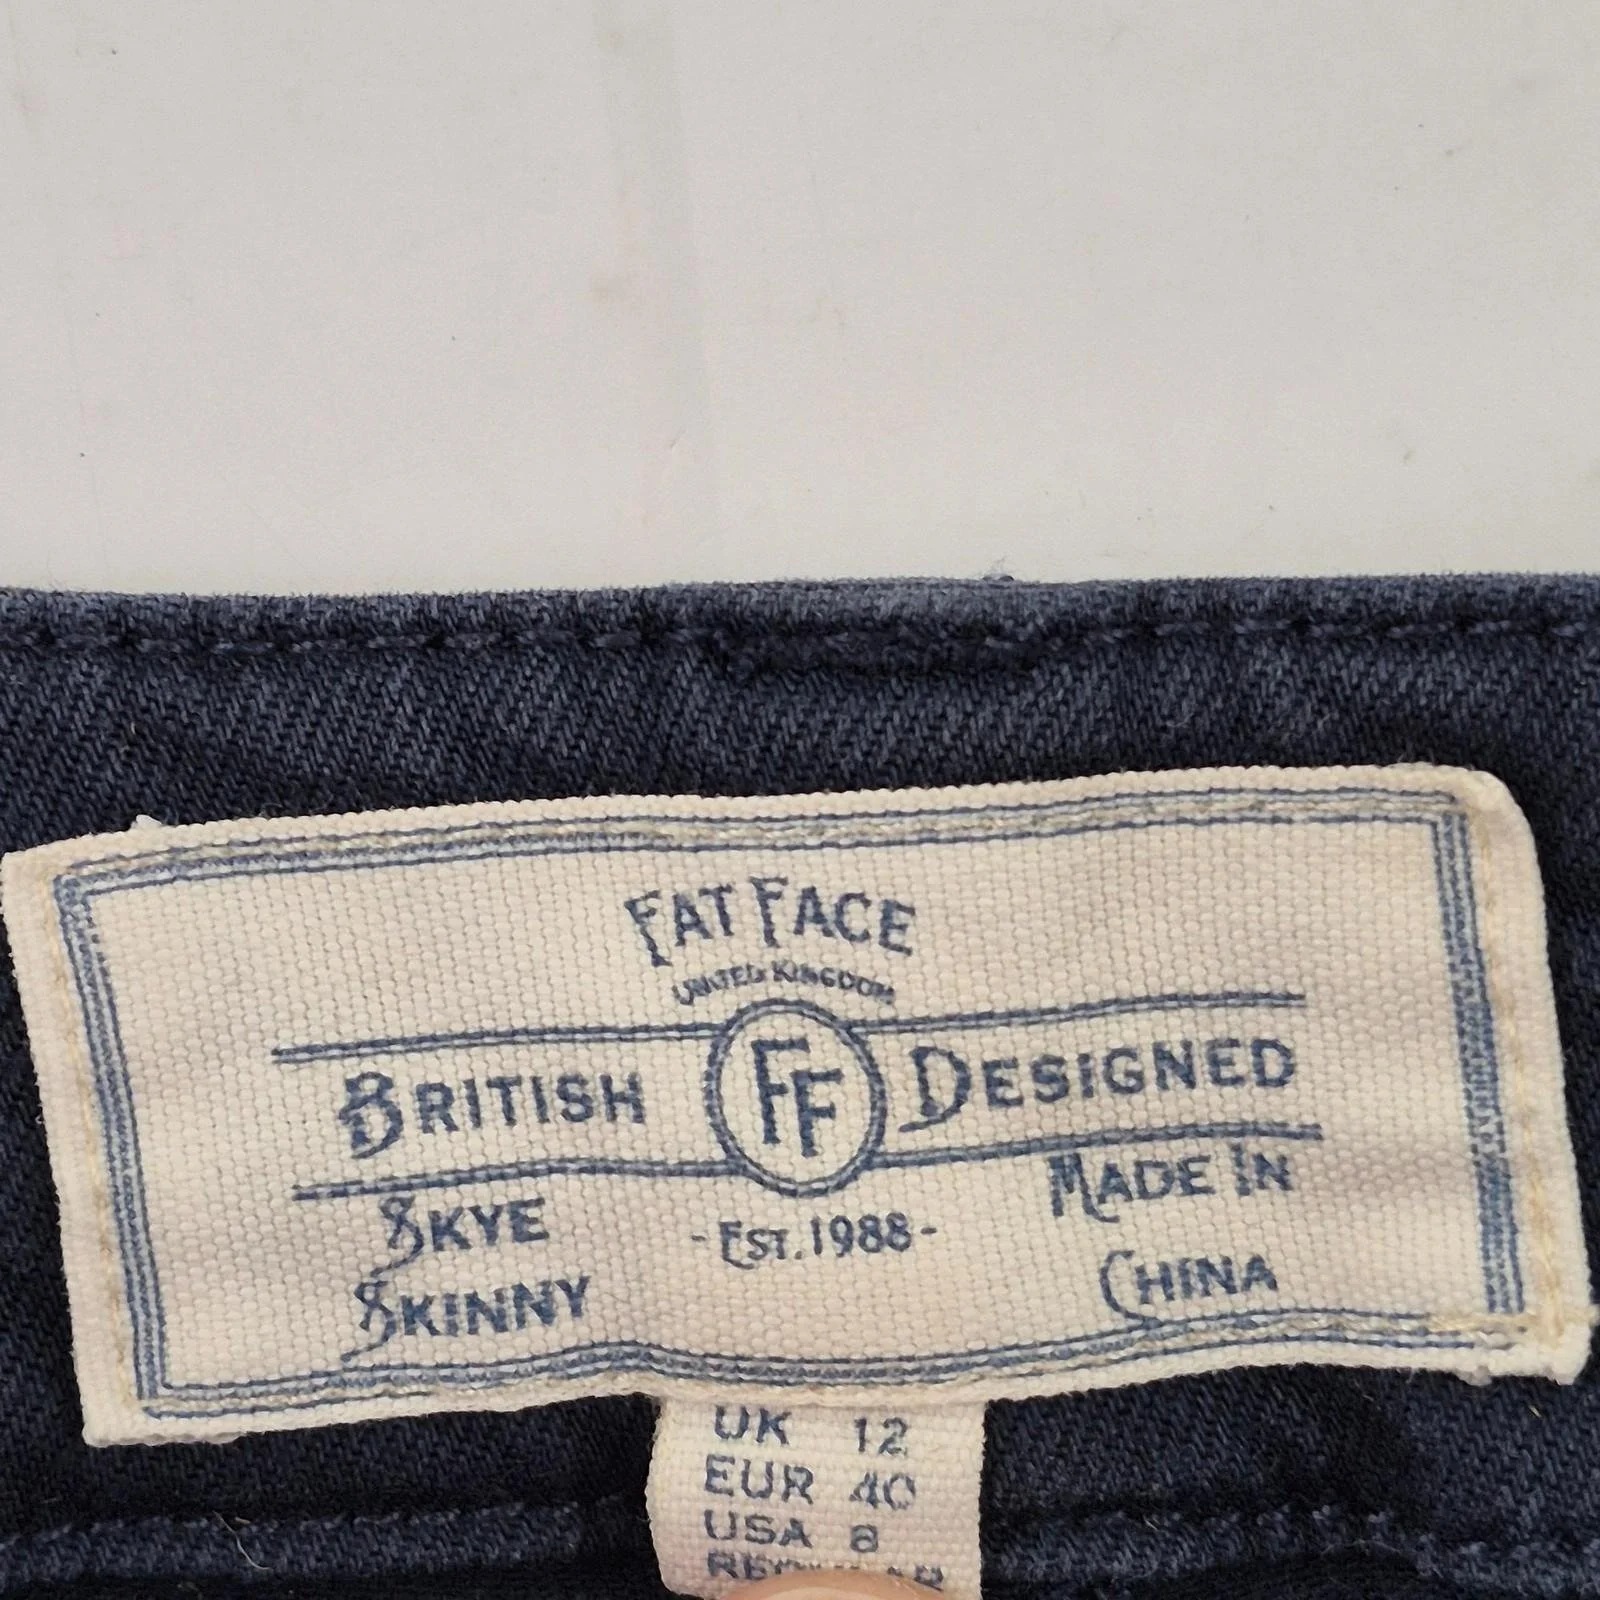 FAT FACE
UNITED KINGDOM
BRITISH FF DESIGNED
SKYE SKINNY
- EST. 1988 -
MADE IN CHINA
UK 12
EUR 40
USA 8
REGULAR